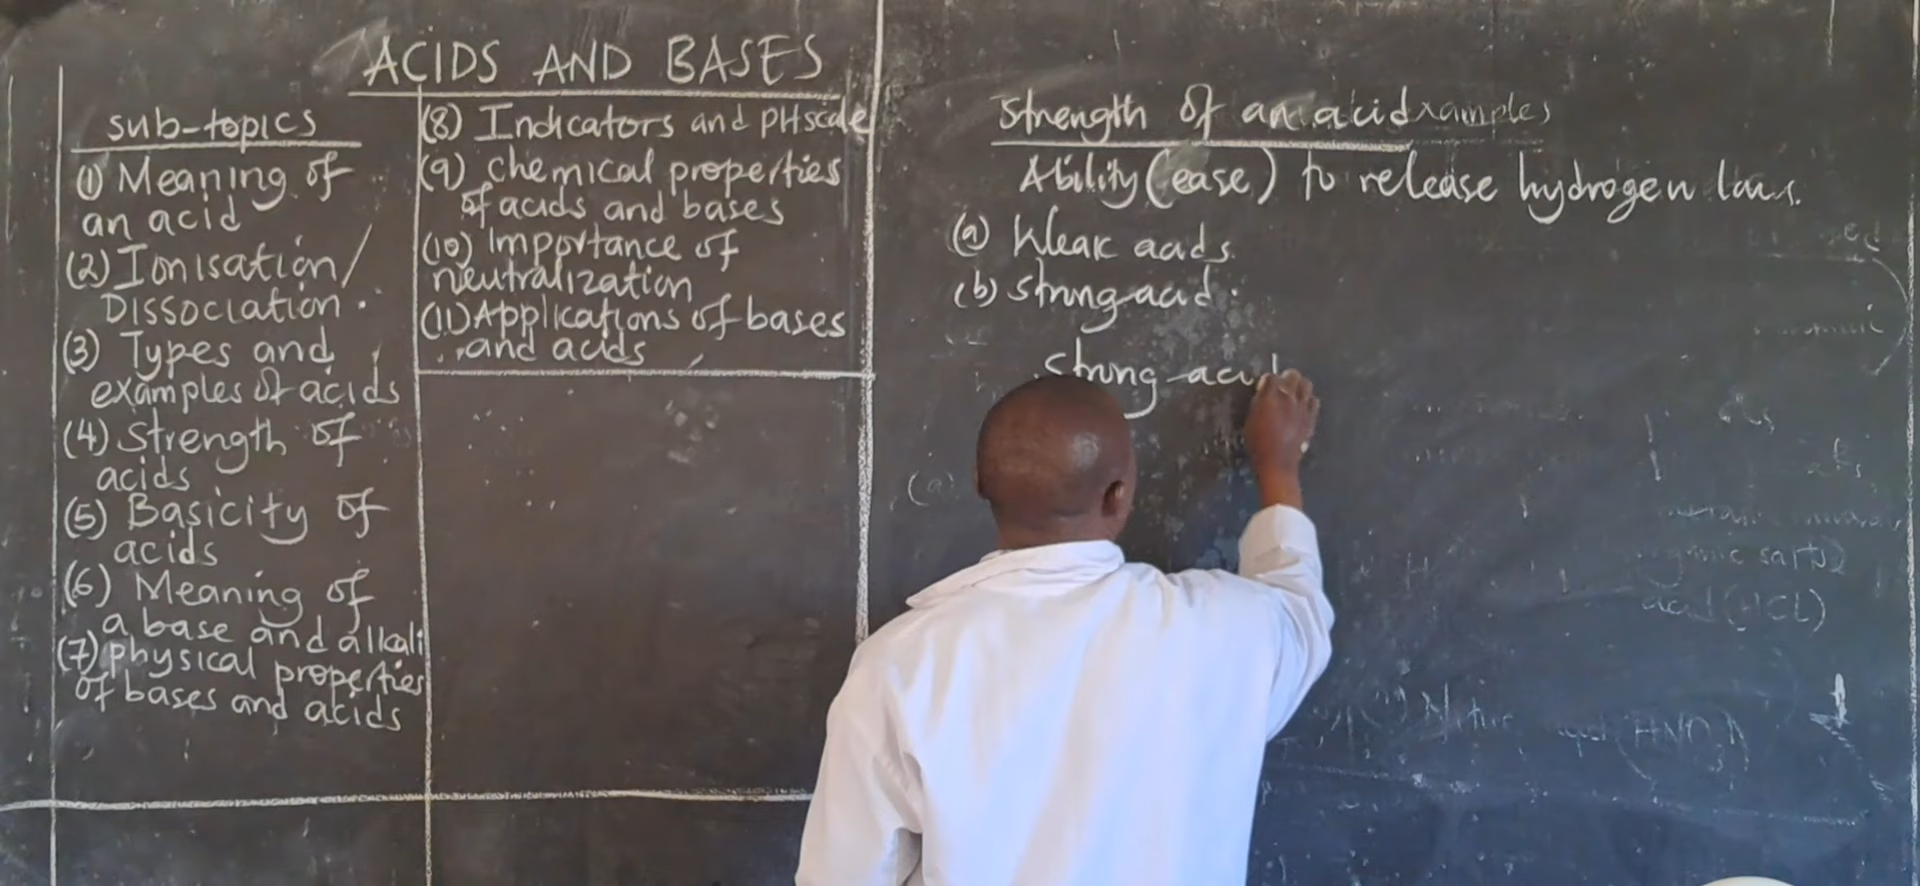 ACIDS AND BASES
sub-topics
(1) Meaning of
an acid
(2) Ionisation/
Dissociation.
(3) Types and
examples of acids
(4) Strength of
acids
(5) Basicity of
acids
(6) Meaning of
a base and alkali
(7) physical properties
of bases and acids
(8) Indicators and PH scale
(9) chemical properties
of acids and bases
(10) Importance of
neutralization
(11) Applications of bases
and acids
Strength of an acid
Ability (ease) to release hydrogen Ions.
(a) Weak acids.
(b) Strong acid.
Strong acid
(a)
acid (HCl)